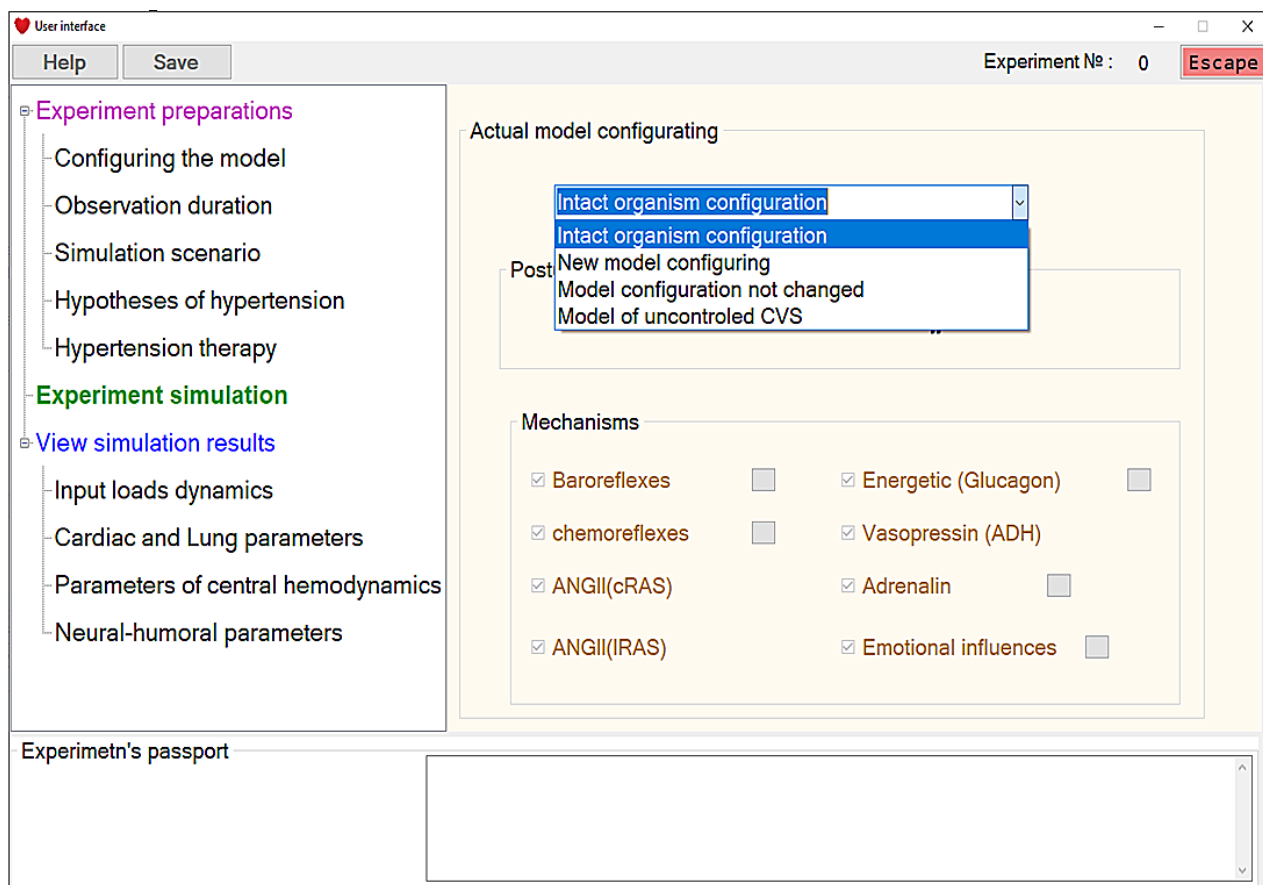 User interface
Help Save Experiment № : 0 Escape
Experiment preparations
Configuring the model
Observation duration
Simulation scenario
Hypotheses of hypertension
Hypertension therapy
Experiment simulation
View simulation results
Input loads dynamics
Cardiac and Lung parameters
Parameters of central hemodynamics
Neural-humoral parameters
Actual model configurating
Intact organism configuration
Intact organism configuration
New model configuring
Model configuration not changed
Model of uncontroled CVS
Mechanisms
Baroreflexes Energetic (Glucagon)
chemoreflexes Vasopressin (ADH)
ANGII(cRAS) Adrenalin
ANGII(IRAS) Emotional influences
Experimetn's passport